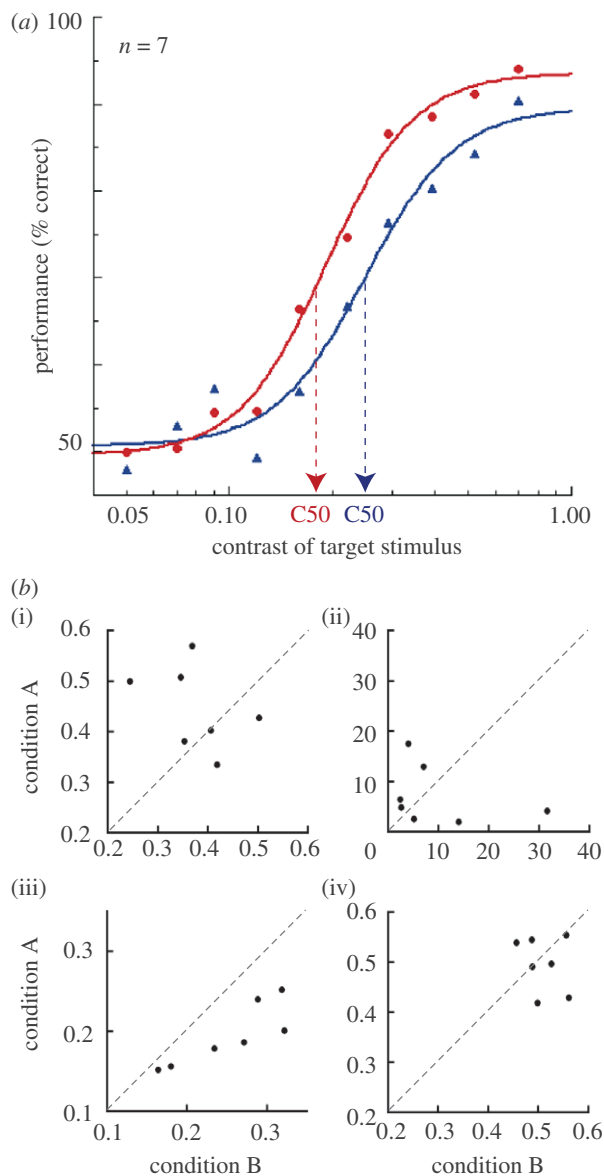 (a)
100
n = 7
performance (% correct)
50
0.05 0.10 C50 C50 1.00
contrast of target stimulus
(b)
(i) (ii)
0.6
0.5
0.4
0.3
0.2
condition A
0.2 0.3 0.4 0.5 0.6
40
30
20
10
0 10 20 30 40
(iii) (iv)
0.3
0.2
0.1
condition A
0.1 0.2 0.3
condition B
0.6
0.5
0.4
0.3
0.2
0.2 0.4 0.5 0.6
condition B